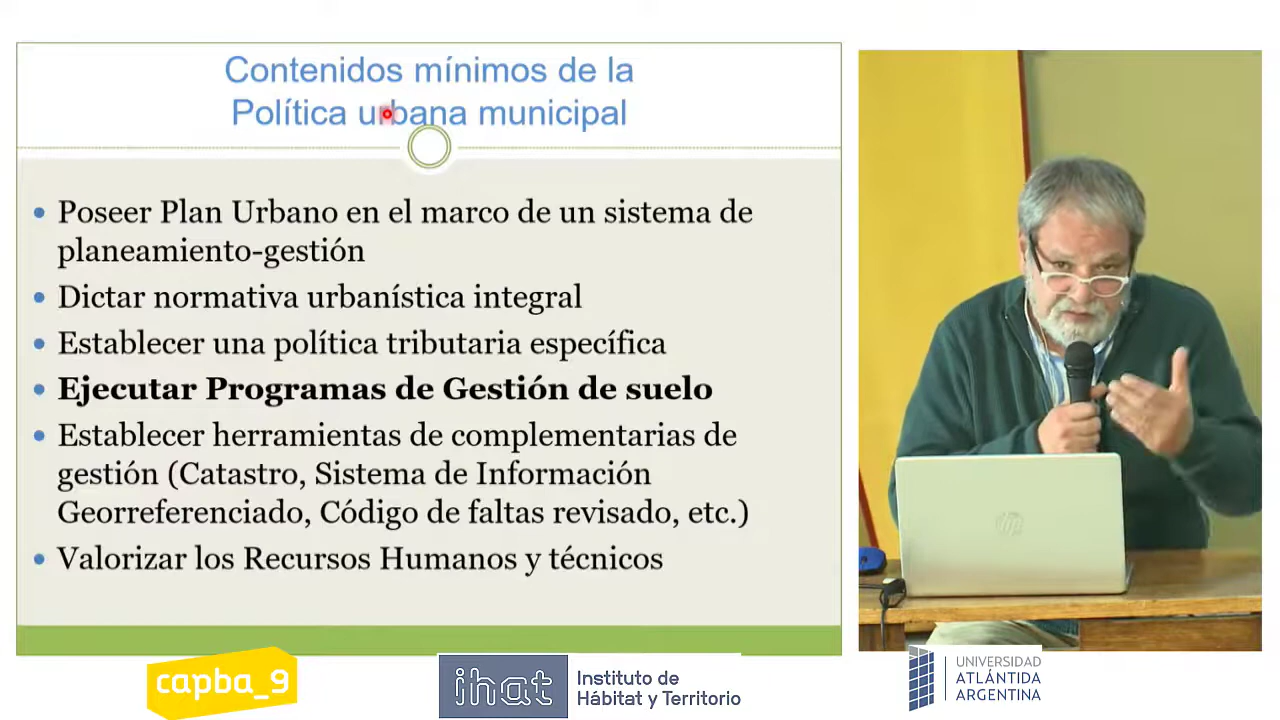 Contenidos mínimos de la
Política urbana municipal
• Poseer Plan Urbano en el marco de un sistema de
planeamiento-gestión
• Dictar normativa urbanística integral
• Establecer una política tributaria específica
• Ejecutar Programas de Gestión de suelo
• Establecer herramientas de complementarias de
gestión (Catastro, Sistema de Información
Georreferenciado, Código de faltas revisado, etc.)
• Valorizar los Recursos Humanos y técnicos
hp
capba_9
ihat
Instituto de
Hábitat y Territorio
UNIVERSIDAD
ATLÁNTIDA
ARGENTINA